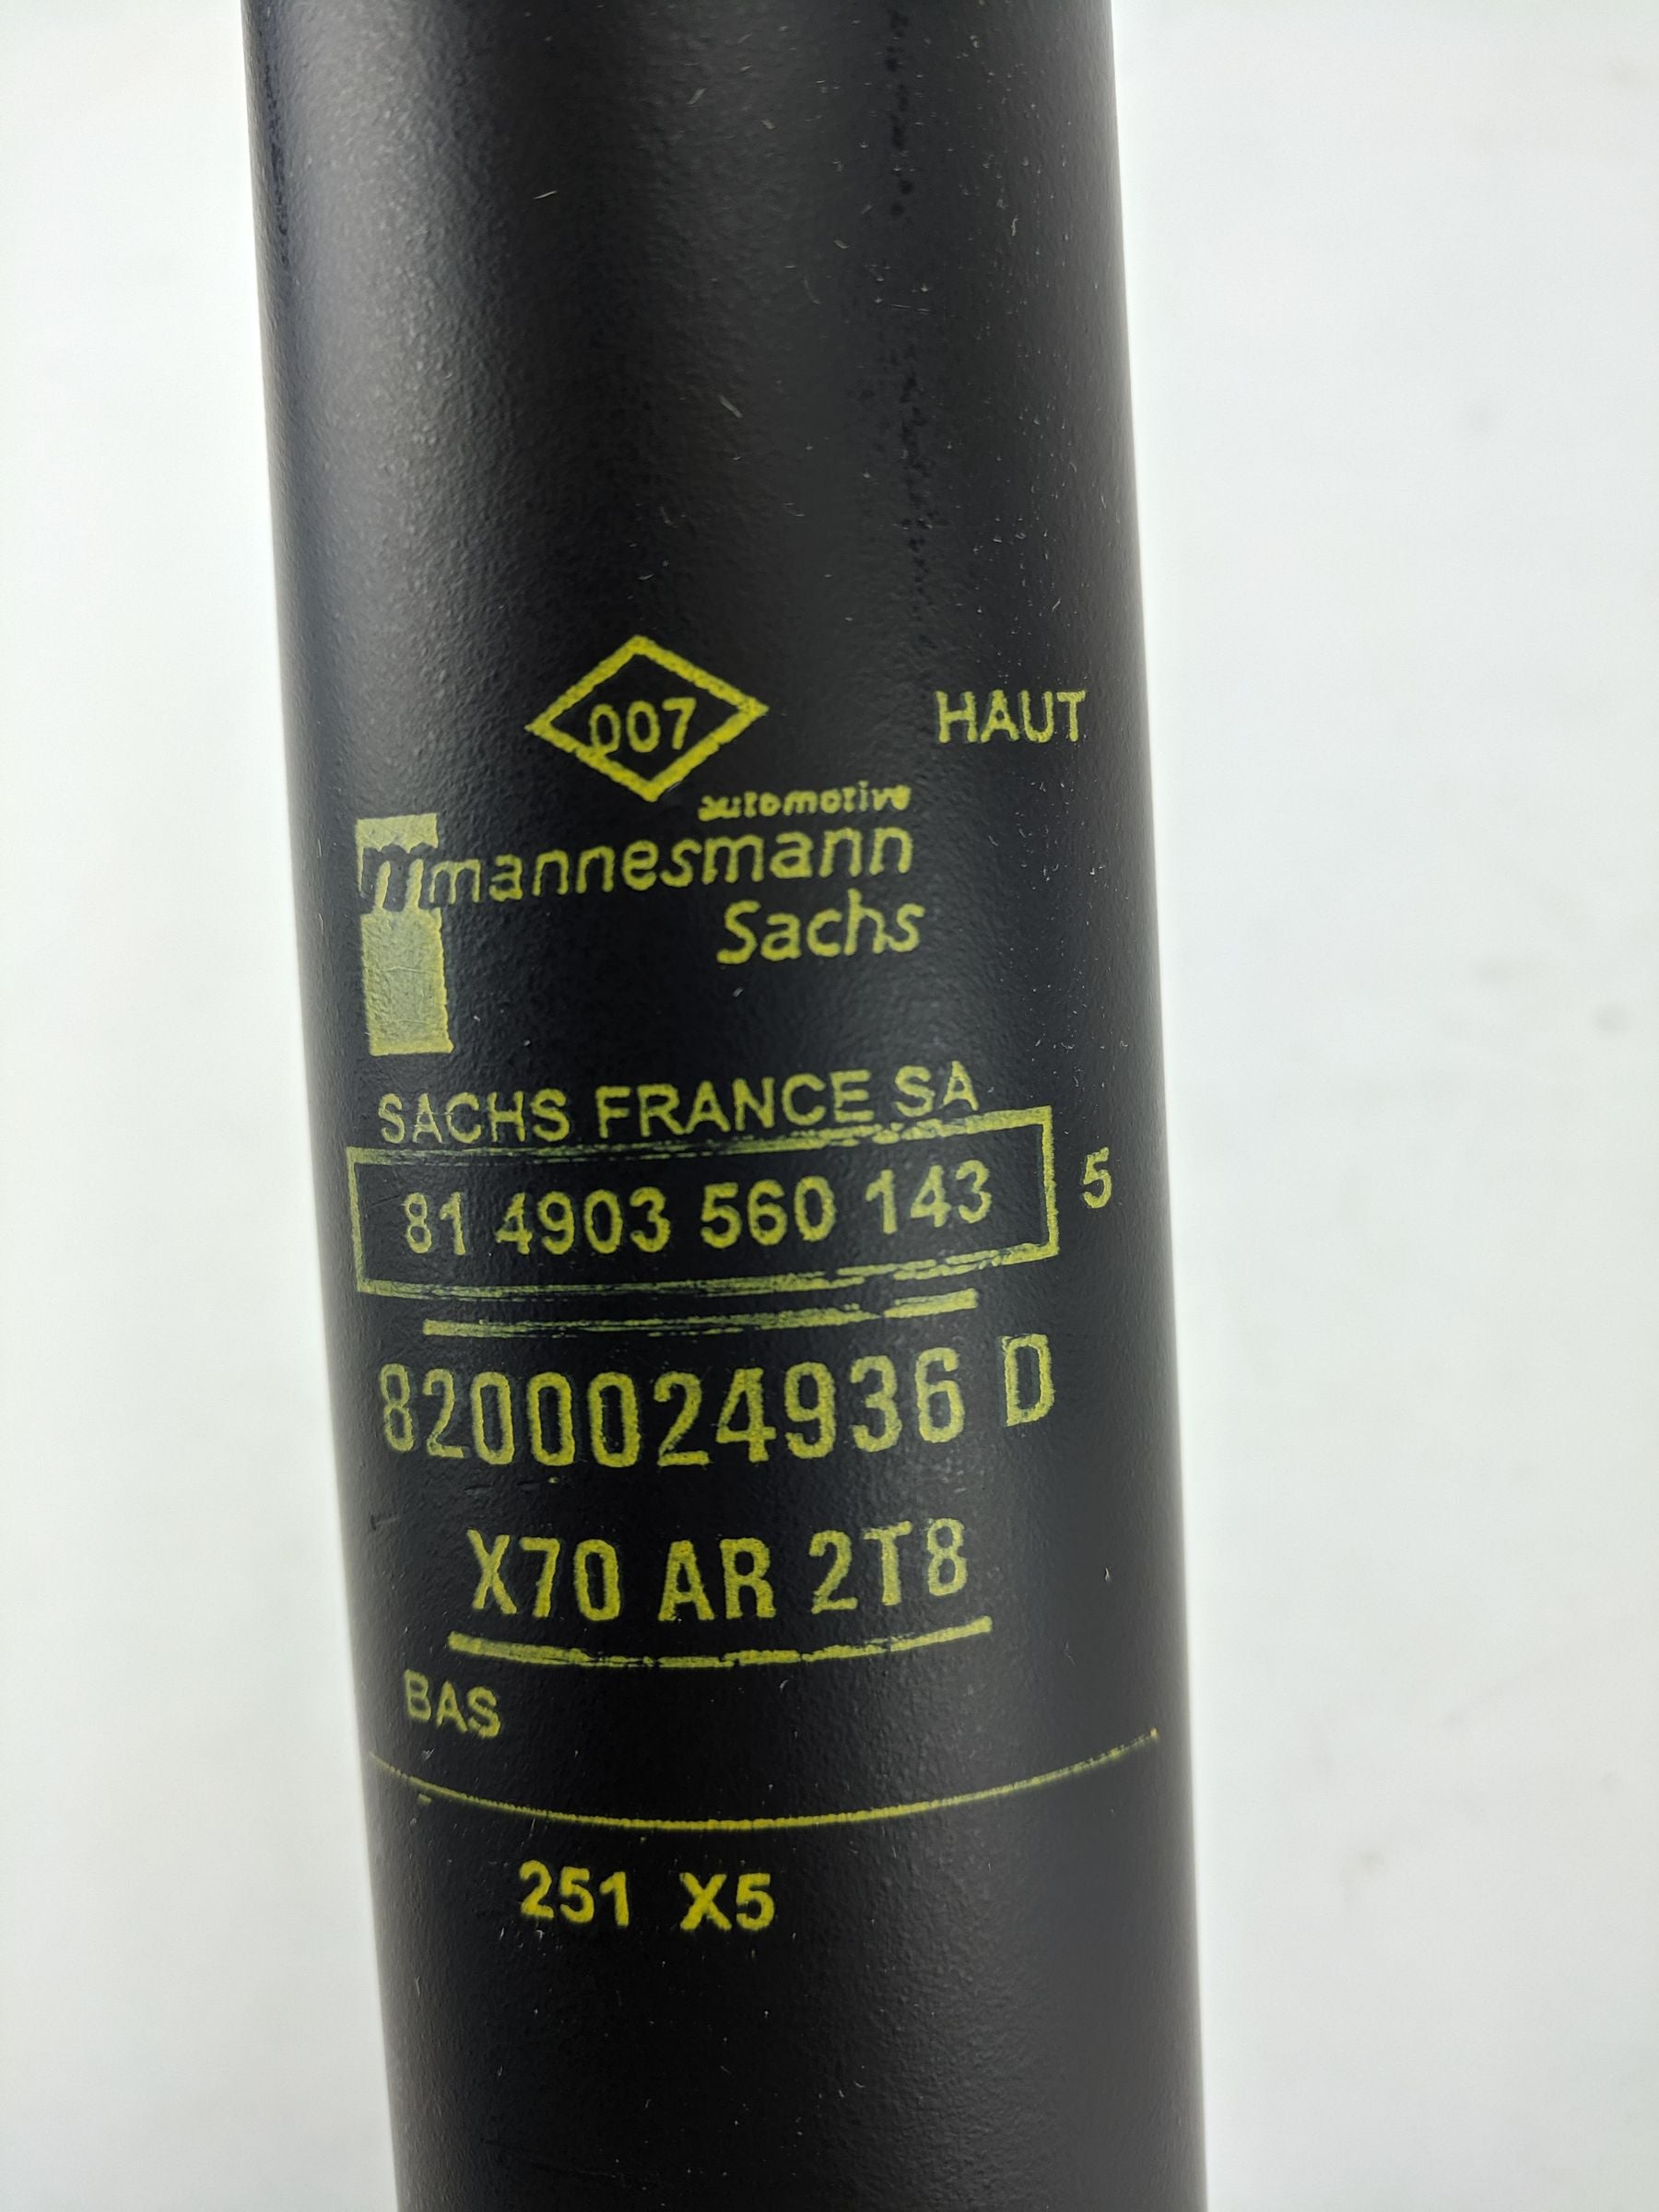 007
HAUT
automotive
mannesmann
Sachs
SACHS FRANCE SA
81 4903 560 143 5
8200024936 D
X70 AR 2T8
BAS
251 X5